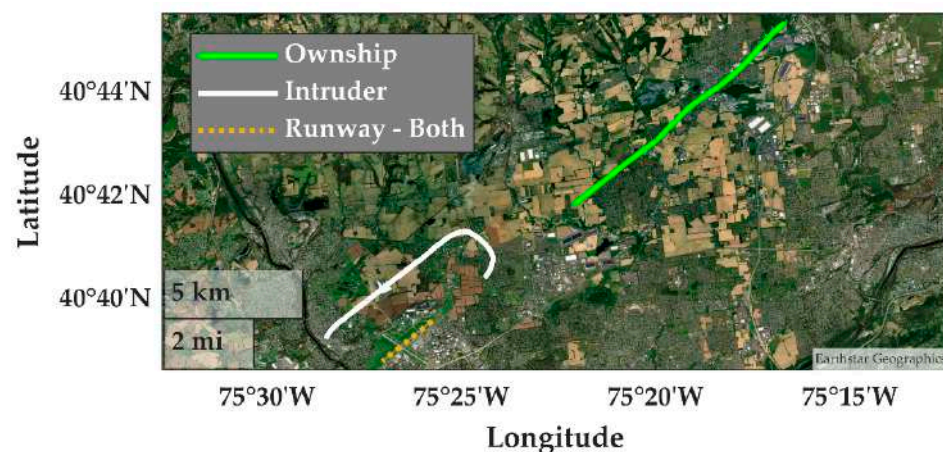 Ownship
Intruder
Runway - Both
40°44'N
40°42'N
40°40'N
Latitude
5 km
2 mi
Earthstar Geographics
75°30'W 75°25'W 75°20'W 75°15'W
Longitude